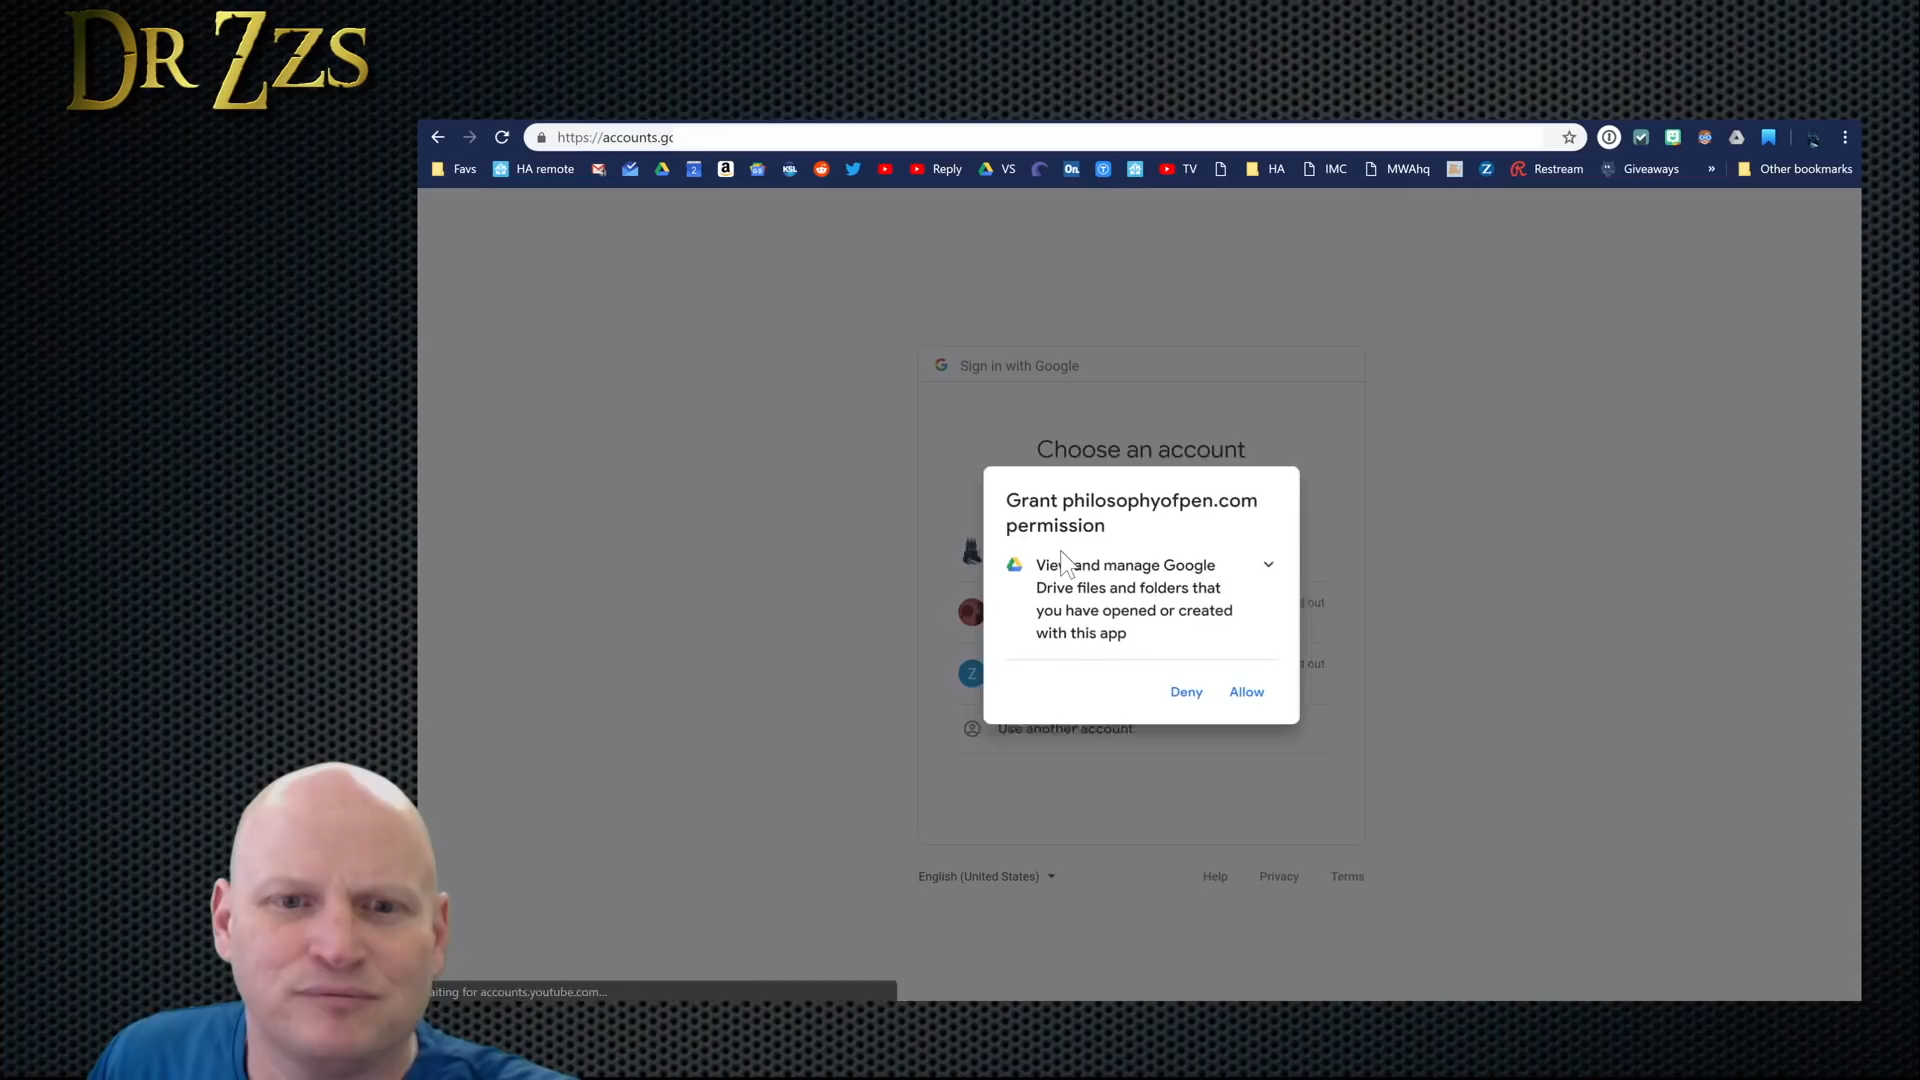 DR ZZS
https://accounts.gc
Favs HA remote Reply VS On. TV HA IMC MWAhq Restream Giveaways » Other bookmarks
Sign in with Google
Choose an account
Grant philosophyofpen.com
permission
View and manage Google
Drive files and folders that
you have opened or created
with this app
out
out
Z
Deny Allow
Use another account
English (United States) Help Privacy Terms
aiting for accounts.youtube.com...